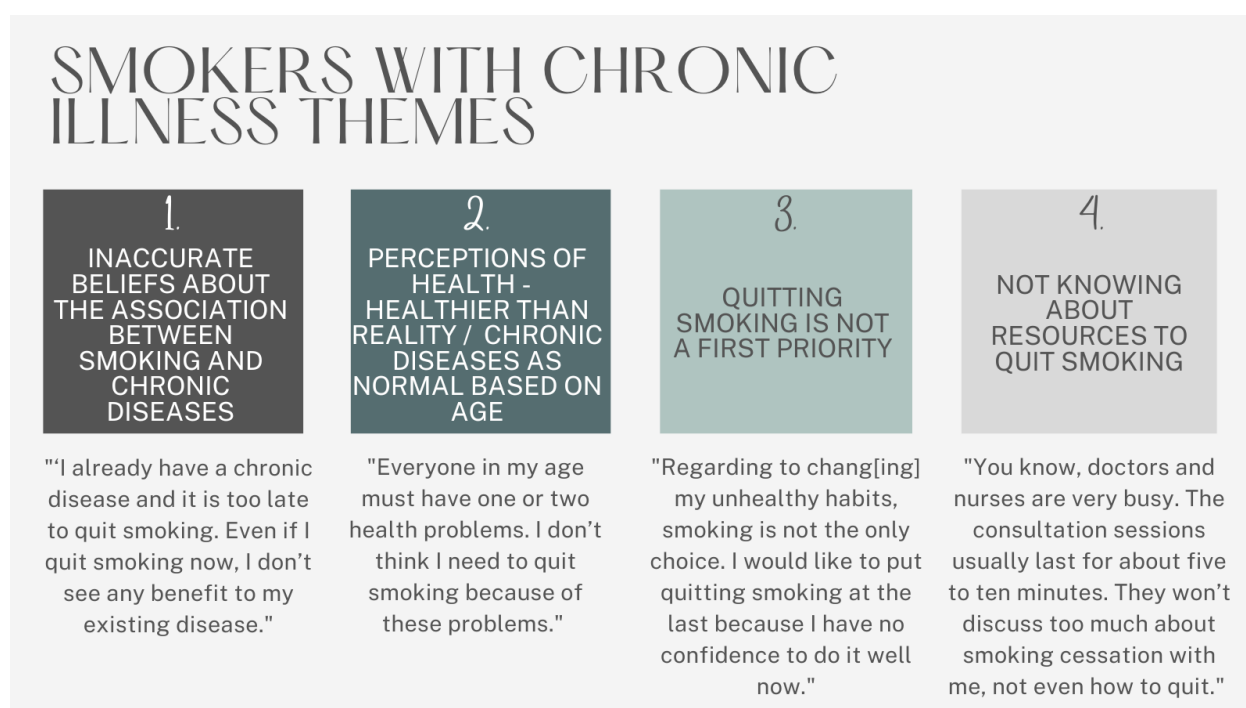 SMOKERS WITH CHRONIC
ILLNESS THEMES
1.
INACCURATE
BELIEFS ABOUT
THE ASSOCIATION
BETWEEN
SMOKING AND
CHRONIC
DISEASES
"‘I already have a chronic
disease and it is too late
to quit smoking. Even if I
quit smoking now, I don’t
see any benefit to my
existing disease."
2.
PERCEPTIONS OF
HEALTH -
HEALTHIER THAN
REALITY / CHRONIC
DISEASES AS
NORMAL BASED ON
AGE
"Everyone in my age
must have one or two
health problems. I don’t
think I need to quit
smoking because of
these problems."
3.
QUITTING
SMOKING IS NOT
A FIRST PRIORITY
"Regarding to chang[ing]
my unhealthy habits,
smoking is not the only
choice. I would like to put
quitting smoking at the
last because I have no
confidence to do it well
now."
4.
NOT KNOWING
ABOUT
RESOURCES TO
QUIT SMOKING
"You know, doctors and
nurses are very busy. The
consultation sessions
usually last for about five
to ten minutes. They won’t
discuss too much about
smoking cessation with
me, not even how to quit."